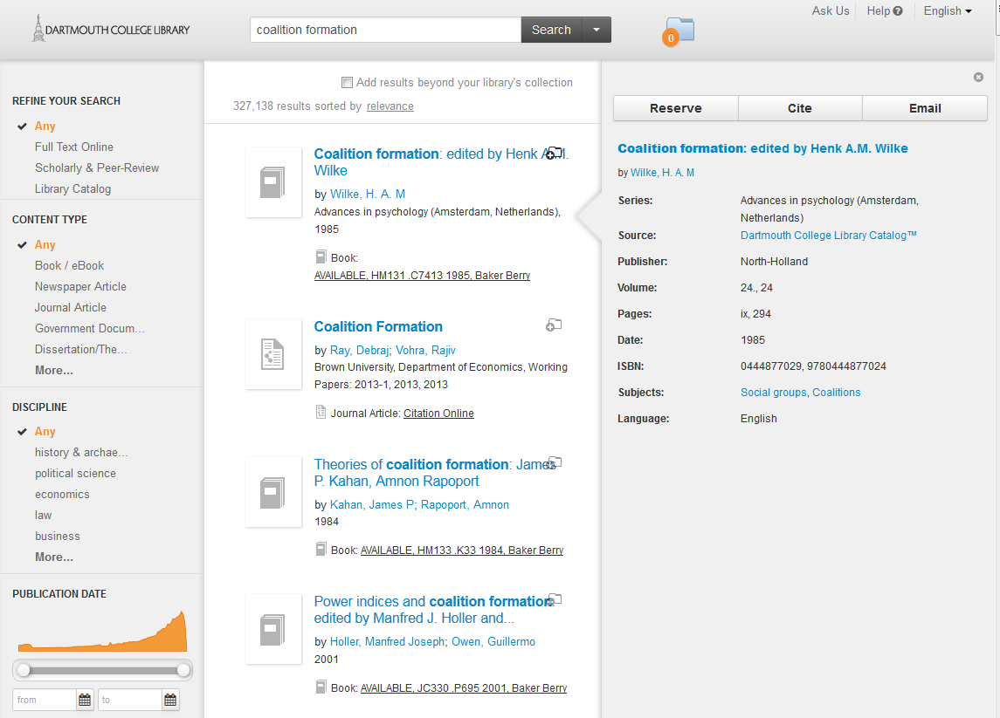 DARTMOUTH COLLEGE LIBRARY
coalition formation
Search
0
Ask Us
Help ?
English
REFINE YOUR SEARCH
Any
Full Text Online
Scholarly & Peer-Review
Library Catalog
CONTENT TYPE
Any
Book / eBook
Newspaper Article
Journal Article
Government Docum...
Dissertation/The...
More...
DISCIPLINE
Any
history & archae...
political science
economics
law
business
More...
PUBLICATION DATE
from
to
Add results beyond your library's collection
327,138 results sorted by relevance
Coalition formation: edited by Henk A.M.
Wilke
by Wilke, H. A. M
Advances in psychology (Amsterdam, Netherlands),
1985
Book:
AVAILABLE, HM131 .C7413 1985, Baker Berry
Coalition Formation
by Ray, Debraj; Vohra, Rajiv
Brown University, Department of Economics, Working
Papers: 2013-1, 2013, 2013
Journal Article: Citation Online
Theories of coalition formation: James
P. Kahan, Amnon Rapoport
by Kahan, James P; Rapoport, Amnon
1984
Book: AVAILABLE, HM133 .K33 1984, Baker Berry
Power indices and coalition formation:
edited by Manfred J. Holler and...
by Holler, Manfred Joseph; Owen, Guillermo
2001
Book: AVAILABLE, JC330 .P695 2001, Baker Berry
Reserve
Cite
Email
Coalition formation: edited by Henk A.M. Wilke
by Wilke, H. A. M
Series: Advances in psychology (Amsterdam,
Netherlands)
Source: Dartmouth College Library Catalog™
Publisher: North-Holland
Volume: 24., 24
Pages: ix, 294
Date: 1985
ISBN: 0444877029, 9780444877024
Subjects: Social groups, Coalitions
Language: English